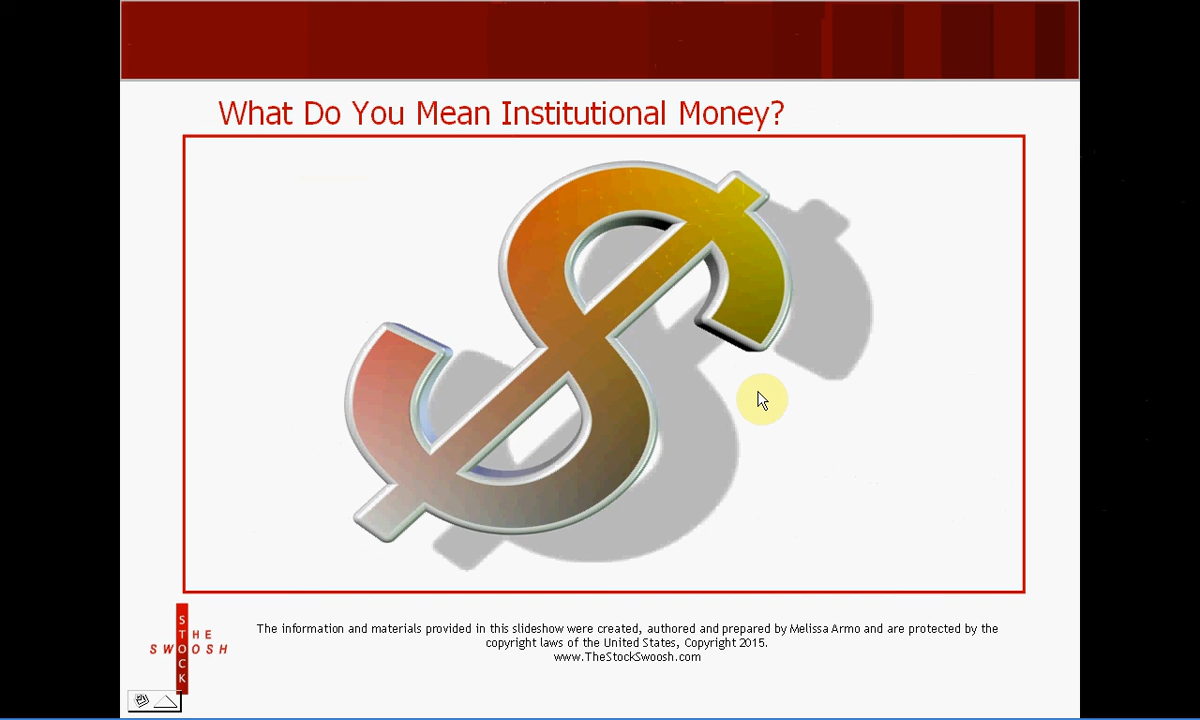 What Do You Mean Institutional Money?
STOCK
THE
SWOOSH
The information and materials provided in this slideshow were created, authored and prepared by Melissa Armo and are protected by the
copyright laws of the United States, Copyright 2015.
www.TheStockSwoosh.com